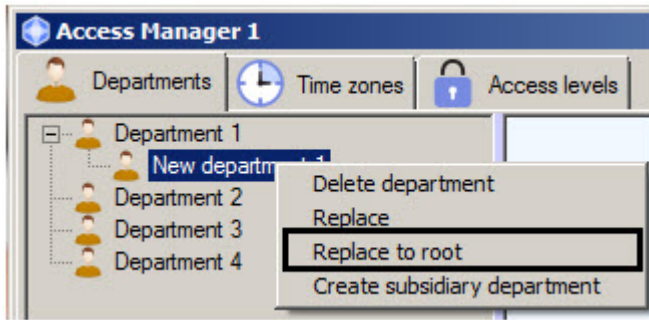 Access Manager 1
Departments Time zones Access levels
Department 1
New department 1
Delete department
Department 2
Replace
Department 3
Replace to root
Department 4
Create subsidiary department